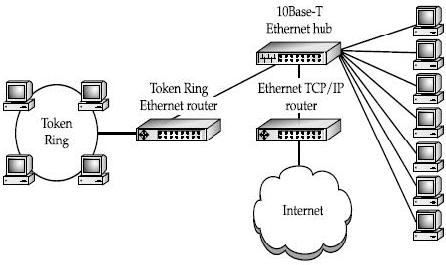 10Base-T
Ethernet hub
Token Ring
Ethernet router
Ethernet TCP/IP
router
Token
Ring
Internet